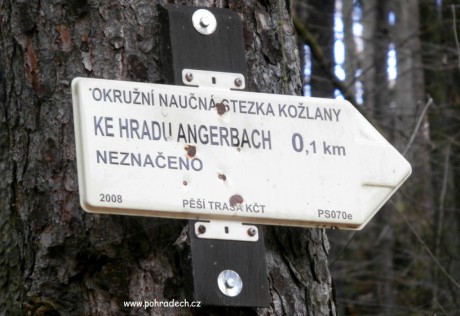 OKRUŽNÍ NAUČNÁ STEZKA KOŽLANY
KE HRADU ANGERBACH 0,1 km
NEZNAČENO
2008 PĚŠÍ TRASA KČT PS070e
www.pohradech.cz